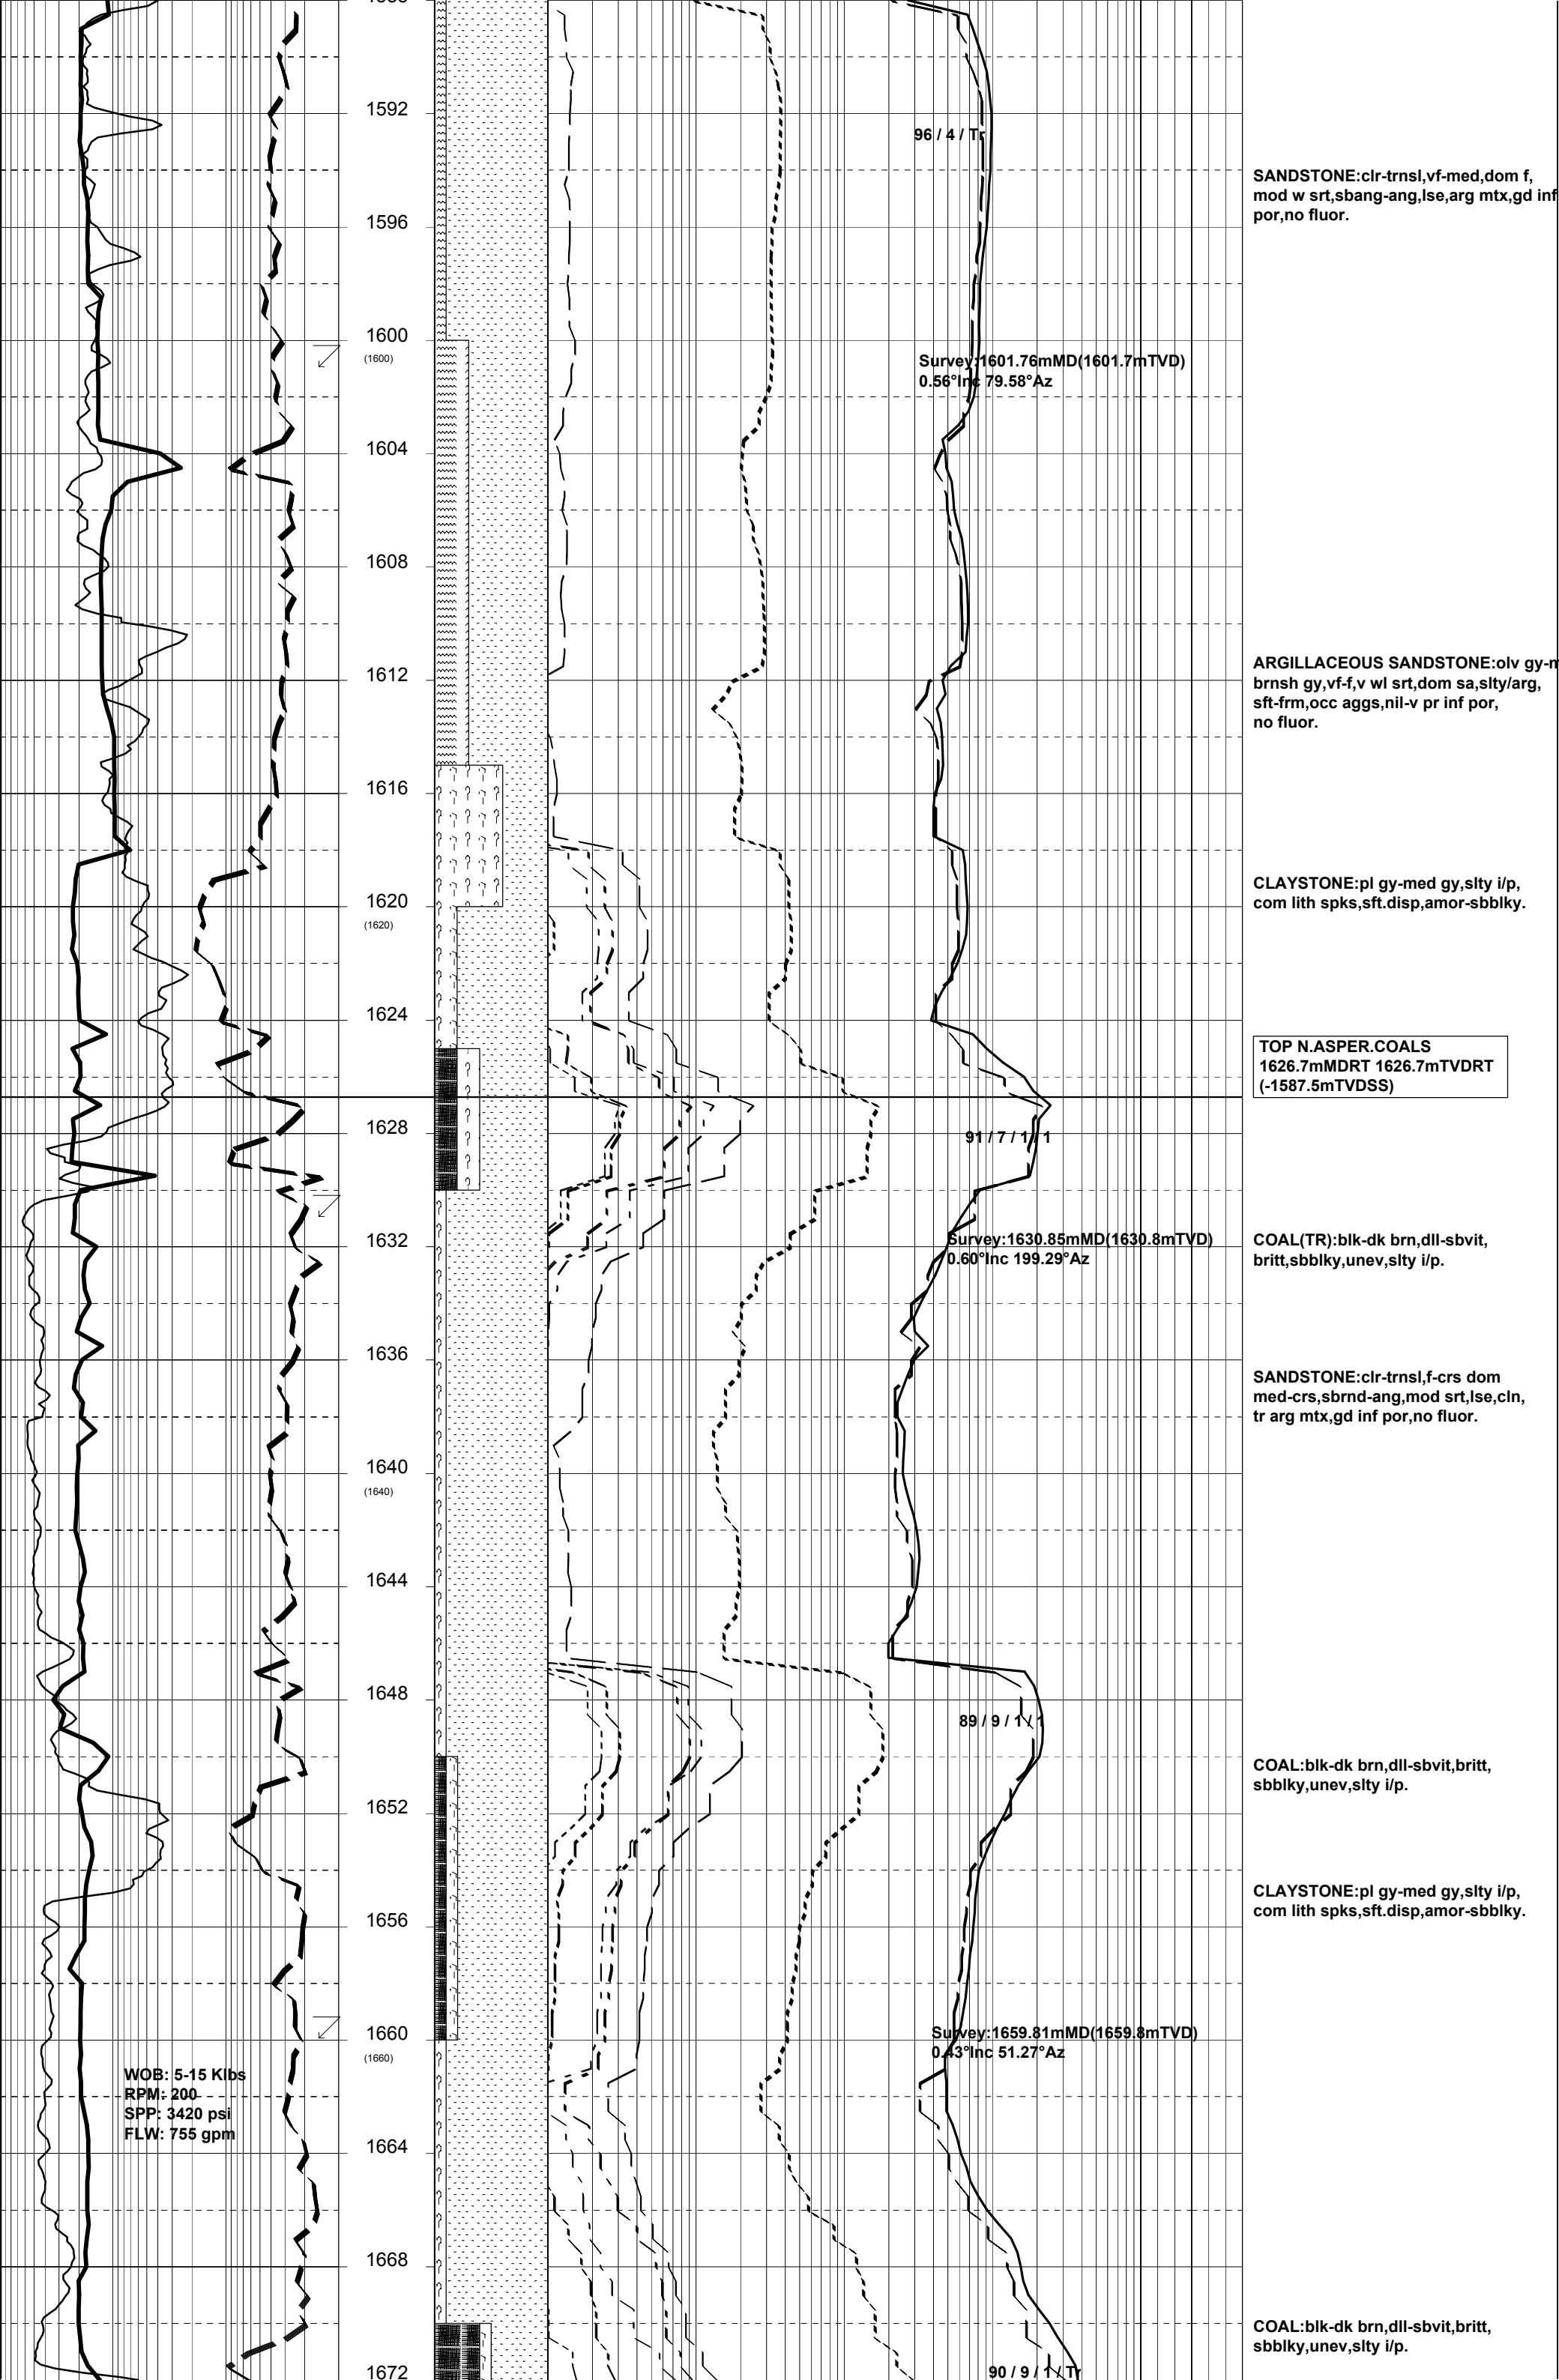 1592
96 / 4 / Tr
SANDSTONE:clr-trnsl,vf-med,dom f,
mod w srt,sbang-ang,lse,arg mtx,gd inf
por,no fluor.
1596
1600
(1600)
Survey:1601.76mMD(1601.7mTVD)
0.56°Inc 79.58°Az
1604
1608
1612
ARGILLACEOUS SANDSTONE:olv gy-m
brnsh gy,vf-f,v wl srt,dom sa,slty/arg,
sft-frm,occ aggs,nil-v pr inf por,
no fluor.
1616
1620
(1620)
CLAYSTONE:pl gy-med gy,slty i/p,
com lith spks,sft.disp,amor-sbblky.
1624
TOP N.ASPER.COALS
1626.7mMDRT 1626.7mTVDRT
(-1587.5mTVDSS)
1628
91 / 7 / 1 / 1
1632
Survey:1630.85mMD(1630.8mTVD)
0.60°Inc 199.29°Az
COAL(TR):blk-dk brn,dll-sbvit,
britt,sbblky,unev,slty i/p.
1636
SANDSTONE:clr-trnsl,f-crs dom
med-crs,sbrnd-ang,mod srt,lse,cln,
tr arg mtx,gd inf por,no fluor.
1640
(1640)
1644
1648
89 / 9 / 1 / 1
COAL:blk-dk brn,dll-sbvit,britt,
sbblky,unev,slty i/p.
1652
CLAYSTONE:pl gy-med gy,slty i/p,
com lith spks,sft.disp,amor-sbblky.
1656
1660
(1660)
Survey:1659.81mMD(1659.8mTVD)
0.43°Inc 51.27°Az
WOB: 5-15 Klbs
RPM: 200
SPP: 3420 psi
FLW: 755 gpm
1664
1668
COAL:blk-dk brn,dll-sbvit,britt,
sbblky,unev,slty i/p.
1672
90 / 9 / 1 / Tr